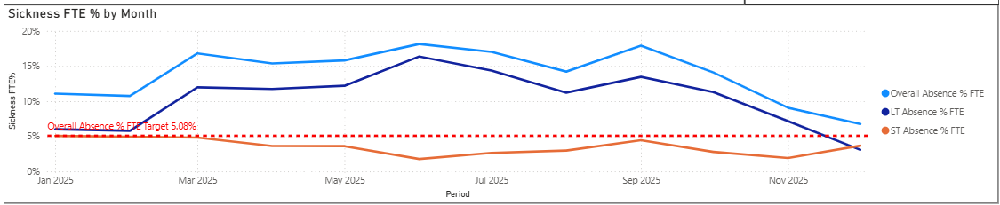 Sickness FTE % by Month
20%
15%
10%
5%
0%
Sickness FTE%
Overall Absence % FTE Target 5.08%
Jan 2025 Mar 2025 May 2025 Jul 2025 Sep 2025 Nov 2025
Period
Overall Absence % FTE
LT Absence % FTE
ST Absence % FTE